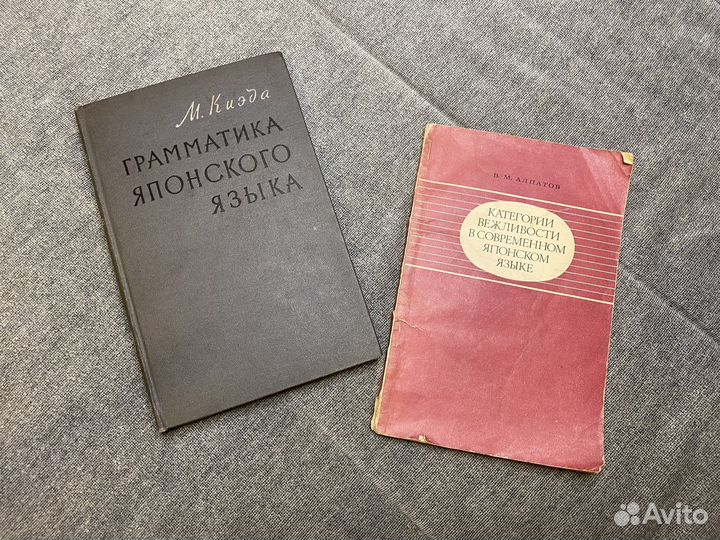 М. Киэда
ГРАММАТИКА
ЯПОНСКОГО
ЯЗЫКА
В. М. АЛПАТОВ
КАТЕГОРИИ
ВЕЖЛИВОСТИ
В СОВРЕМЕННОМ
ЯПОНСКОМ
ЯЗЫКЕ
Avito